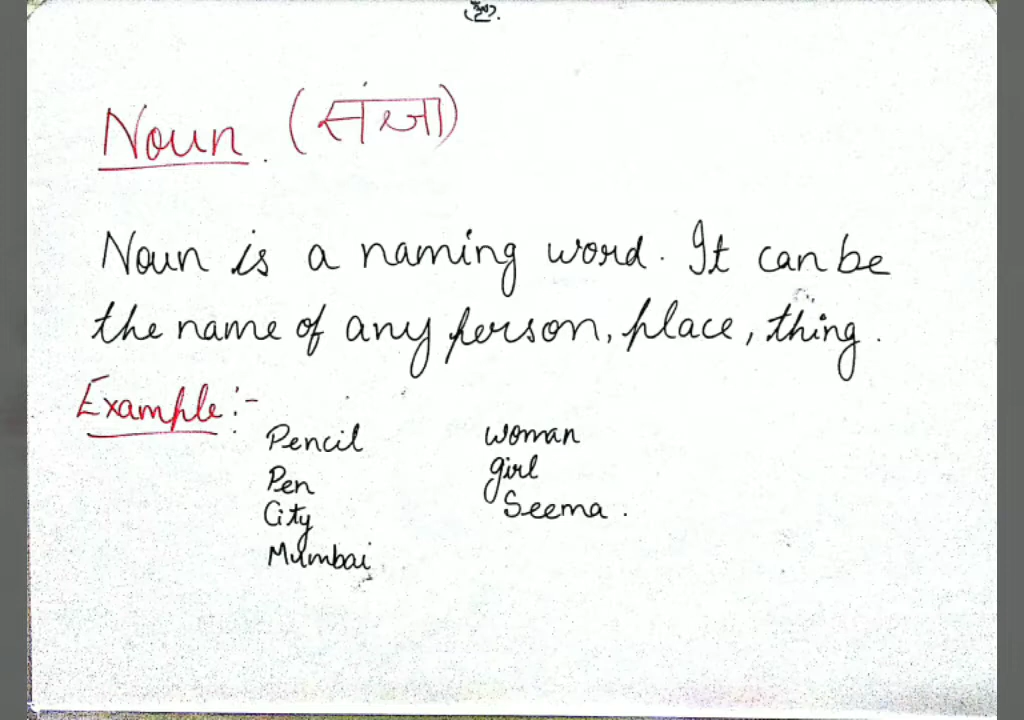 Noun (संज्ञा)
Noun is a naming word. It can be
the name of any person, place, thing.
Example :-
Pencil
Pen
City
Mumbai
woman
girl
Seema.